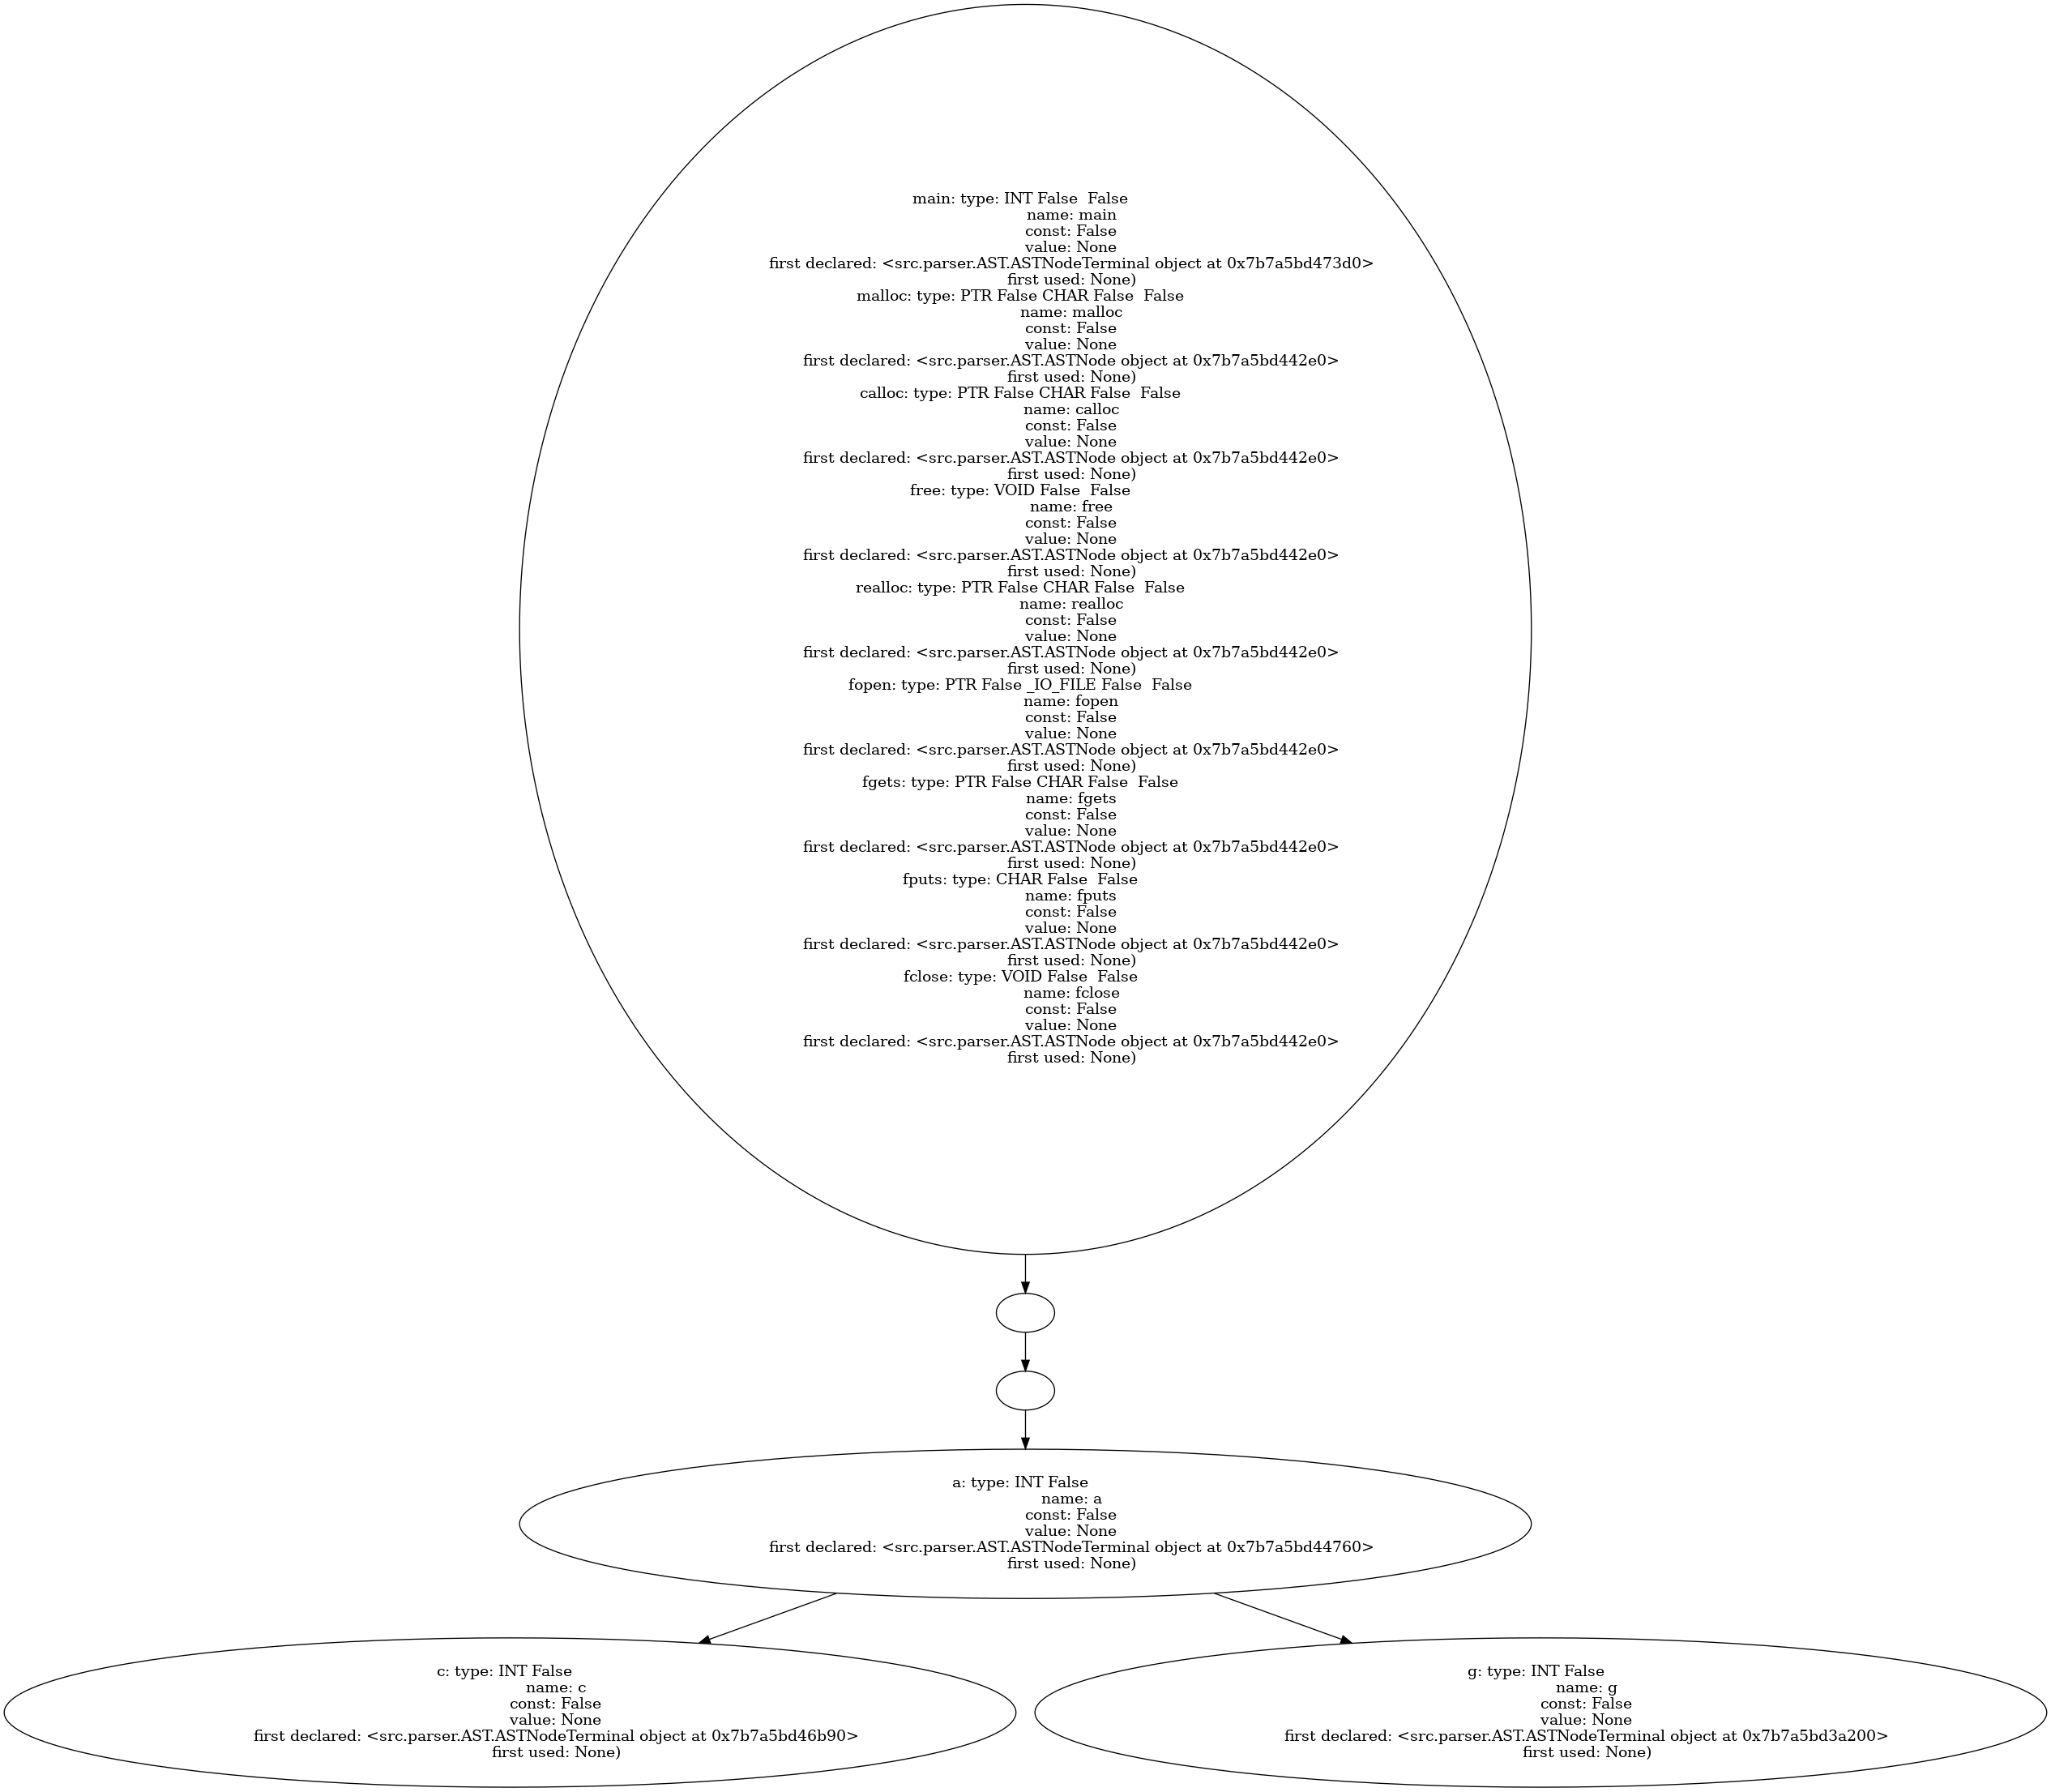 main: type: INT False  False
name: main
const: False
value: None
first declared: <src.parser.AST.ASTNodeTerminal object at 0x7b7a5bd473d0>
first used: None)
malloc: type: PTR False CHAR False  False
name: malloc
const: False
value: None
first declared: <src.parser.AST.ASTNode object at 0x7b7a5bd442e0>
first used: None)
calloc: type: PTR False CHAR False  False
name: calloc
const: False
value: None
first declared: <src.parser.AST.ASTNode object at 0x7b7a5bd442e0>
first used: None)
free: type: VOID False  False
name: free
const: False
value: None
first declared: <src.parser.AST.ASTNode object at 0x7b7a5bd442e0>
first used: None)
realloc: type: PTR False CHAR False  False
name: realloc
const: False
value: None
first declared: <src.parser.AST.ASTNode object at 0x7b7a5bd442e0>
first used: None)
fopen: type: PTR False _IO_FILE False  False
name: fopen
const: False
value: None
first declared: <src.parser.AST.ASTNode object at 0x7b7a5bd442e0>
first used: None)
fgets: type: PTR False CHAR False  False
name: fgets
const: False
value: None
first declared: <src.parser.AST.ASTNode object at 0x7b7a5bd442e0>
first used: None)
fputs: type: CHAR False  False
name: fputs
const: False
value: None
first declared: <src.parser.AST.ASTNode object at 0x7b7a5bd442e0>
first used: None)
fclose: type: VOID False  False
name: fclose
const: False
value: None
first declared: <src.parser.AST.ASTNode object at 0x7b7a5bd442e0>
first used: None)
a: type: INT False
name: a
const: False
value: None
first declared: <src.parser.AST.ASTNodeTerminal object at 0x7b7a5bd44760>
first used: None)
c: type: INT False
name: c
const: False
value: None
first declared: <src.parser.AST.ASTNodeTerminal object at 0x7b7a5bd46b90>
first used: None)
g: type: INT False
name: g
const: False
value: None
first declared: <src.parser.AST.ASTNodeTerminal object at 0x7b7a5bd3a200>
first used: None)